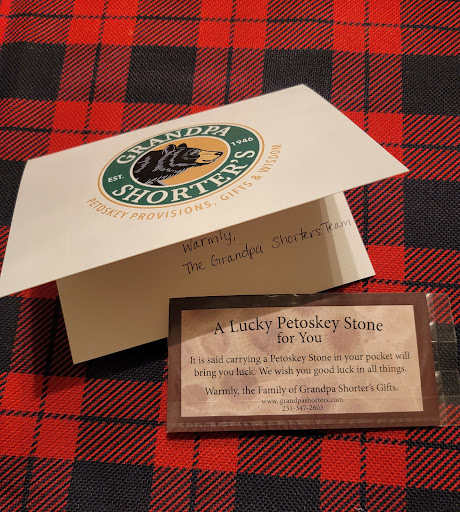 GRANDPA
EST. 1946
SHORTER'S
PETOSKEY PROVISIONS, GIFTS & WISDOM
Warmly,
The Grandpa Shorters Team
A Lucky Petoskey Stone
for You
It is said carrying a Petoskey Stone in your pocket will
bring you luck. We wish you good luck in all things.
Warmly, the Family of Grandpa Shorter's Gifts.
www.grandpashorters.com
231-347-2603